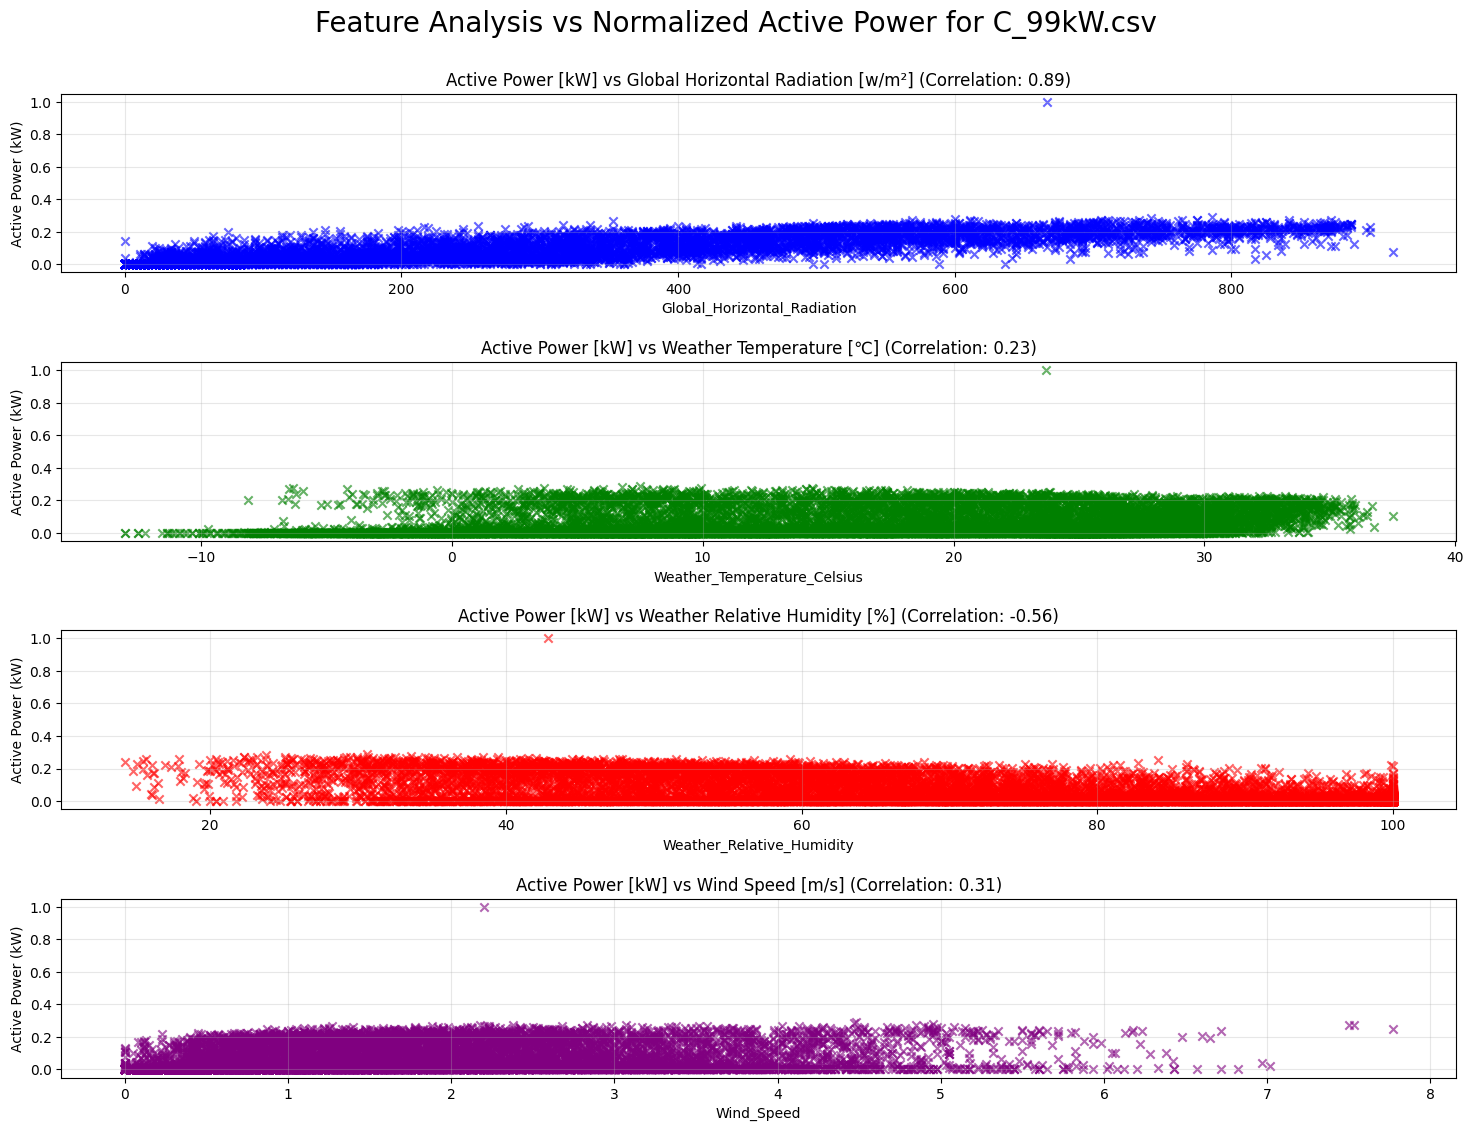 Feature Analysis vs Normalized Active Power for C_99kW.csv
Active Power [kW] vs Global Horizontal Radiation [w/m²] (Correlation: 0.89)
Active Power (kW)
1.0
0.8
0.6
0.4
0.2
0.0
0 200 400 600 800
Global_Horizontal_Radiation
Active Power [kW] vs Weather Temperature [℃] (Correlation: 0.23)
Active Power (kW)
1.0
0.8
0.6
0.4
0.2
0.0
−10 0 10 20 30 40
Weather_Temperature_Celsius
Active Power [kW] vs Weather Relative Humidity [%] (Correlation: -0.56)
Active Power (kW)
1.0
0.8
0.6
0.4
0.2
0.0
20 40 60 80 100
Weather_Relative_Humidity
Active Power [kW] vs Wind Speed [m/s] (Correlation: 0.31)
Active Power (kW)
1.0
0.8
0.6
0.4
0.2
0.0
0 1 2 3 4 5 6 7 8
Wind_Speed